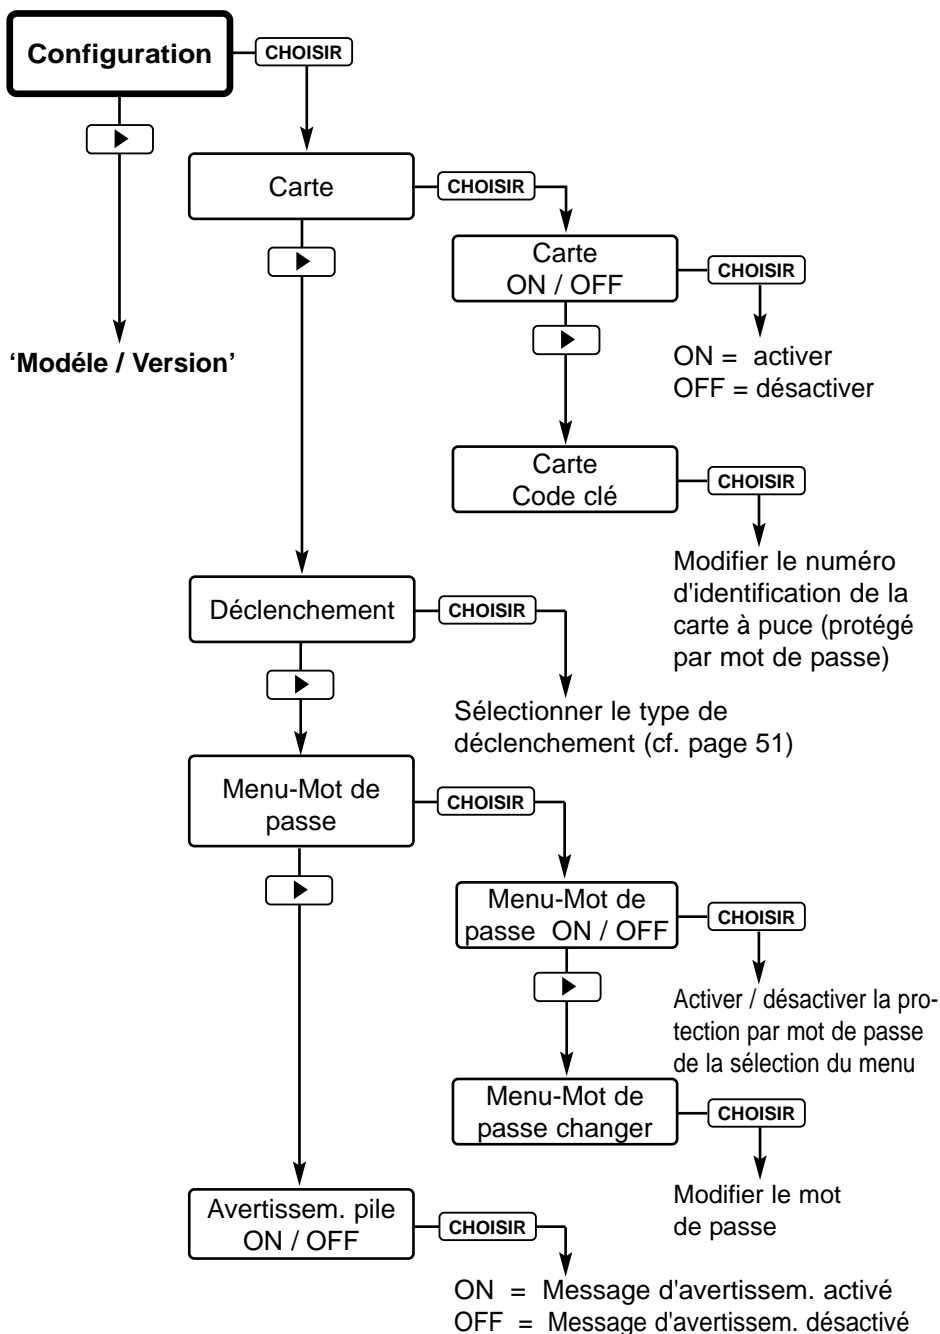 Configuration
CHOISIR
Carte
CHOISIR
Carte
ON / OFF
CHOISIR
ON = activer
OFF = désactiver
‘Modéle / Version’
Carte
Code clé
CHOISIR
Modifier le numéro
d'identification de la
carte à puce (protégé
par mot de passe)
Déclenchement
CHOISIR
Sélectionner le type de
déclenchement (cf. page 51)
Menu-Mot de
passe
CHOISIR
Menu-Mot de
passe ON / OFF
CHOISIR
Activer / désactiver la pro-
tection par mot de passe
de la sélection du menu
Menu-Mot de
passe changer
CHOISIR
Modifier le mot
de passe
Avertissem. pile
ON / OFF
CHOISIR
ON = Message d'avertissem. activé
OFF = Message d'avertissem. désactivé